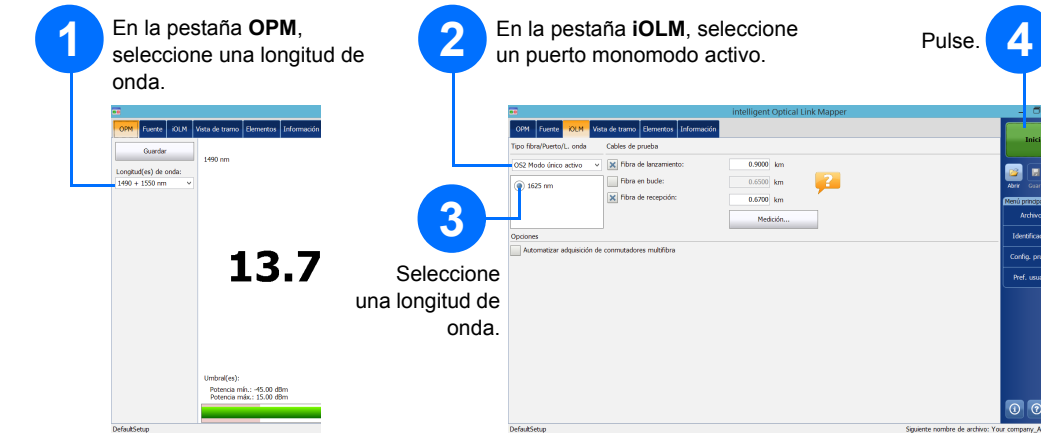 1
En la pestaña OPM,
seleccione una longitud de
onda.
2
En la pestaña iOLM, seleccione
un puerto monomodo activo.
Pulse.
4
OPM Fuente iOLM Vista de tramo Elementos Información
Guardar
Longitud(es) de onda:
1490 + 1550 nm
1490 nm
13.7
Umbral(es):
Potencia mín.: -45.00 dBm
Potencia máx.: 15.00 dBm
DefaultSetup
3
Seleccione
una longitud de
onda.
intelligent Optical Link Mapper
OPM Fuente iOLM Vista de tramo Elementos Información
Tipo fibra/Puerto/L. onda Cables de prueba
OS2 Modo único activo
Fibra de lanzamiento: 0.9000 km
1625 nm
Fibra en bucle: 0.6500 km
Fibra de recepción: 0.6700 km
?
Medición...
Opciones
Automatizar adquisición de conmutadores multifibra
Inici
Abrir Guar
Menú princip
Archivo
Identifica
Config. pr
Pref. usua
DefaultSetup
Siguiente nombre de archivo: Your company_A